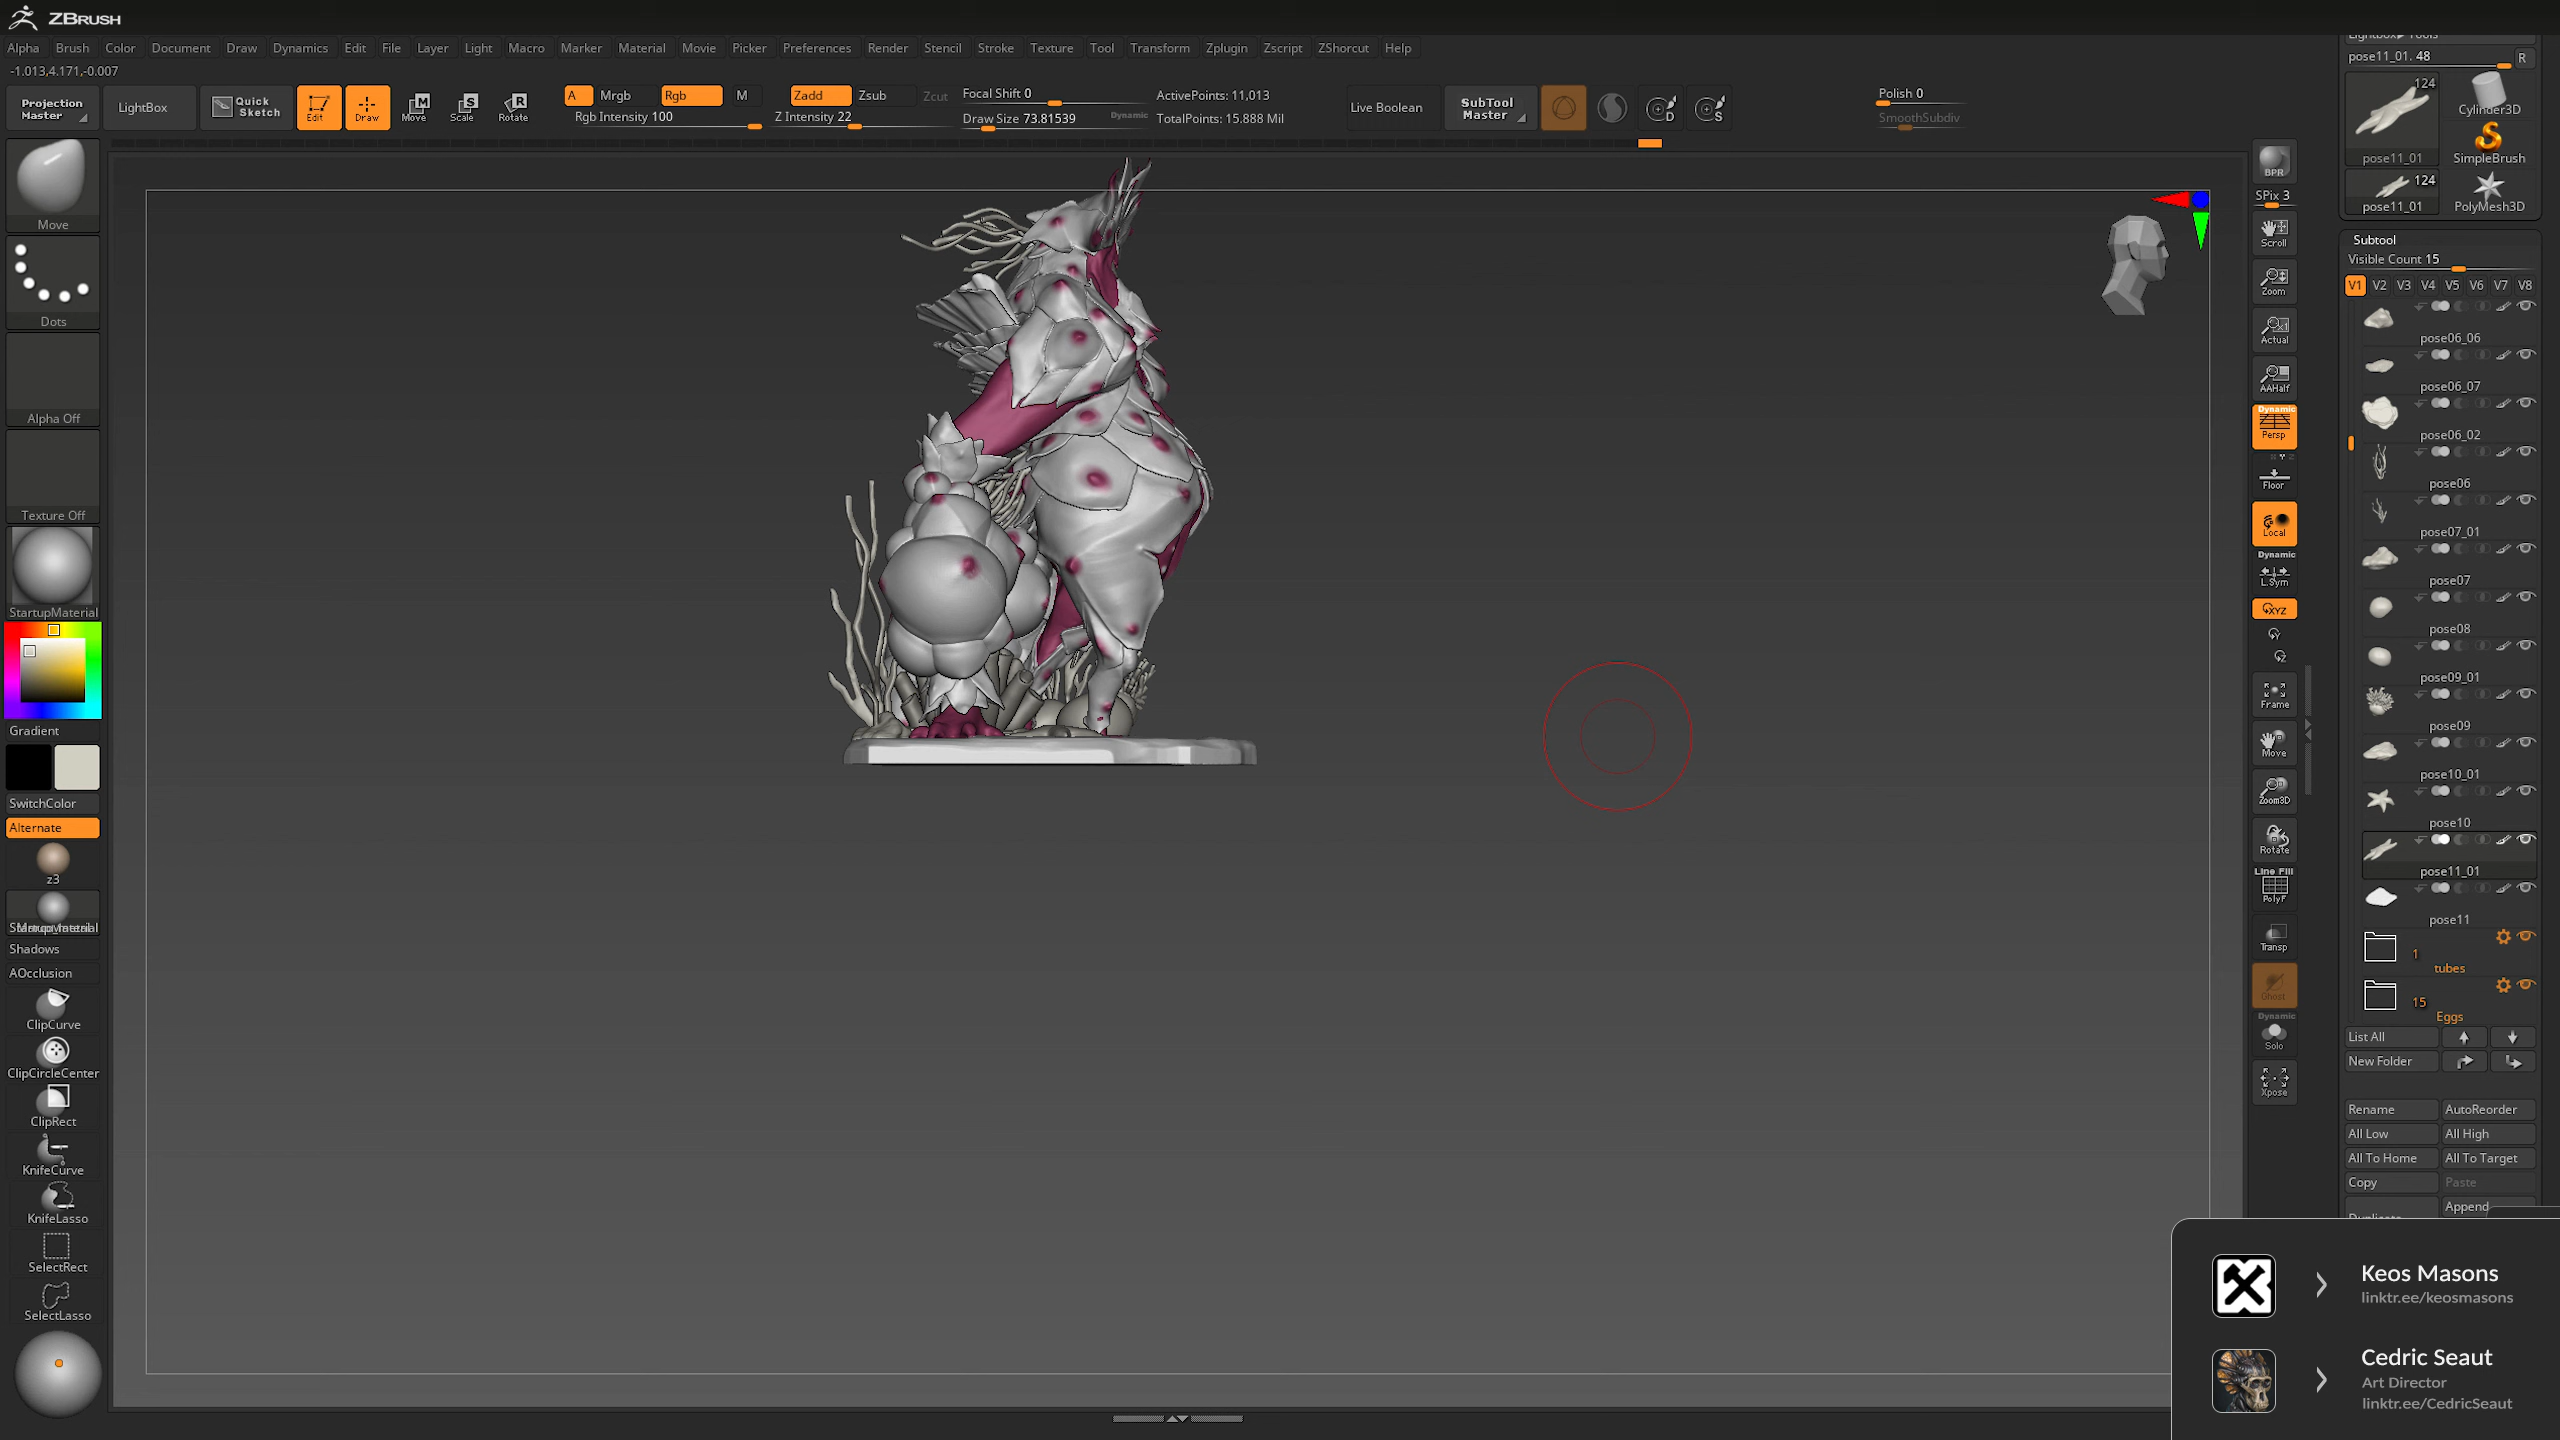 ZBRUSH
Alpha Brush Color Document Draw Dynamics Edit File Layer Light Macro Marker Material Movie Picker Preferences Render Stencil Stroke Texture Tool Transform Zplugin Zscript ZShorcut Help
-1.013,4.171,-0.007
Projection Master
LightBox
Quick Sketch
Edit
Draw
Move
Scale
Rotate
A Mrgb Rgb M
Rgb Intensity 100
Zadd Zsub Zcut
Z Intensity 22
Focal Shift 0
Draw Size 73.81539
Dynamic
ActivePoints: 11,013
TotalPoints: 15.888 Mil
Live Boolean
SubTool Master
D
S
Polish 0
SmoothSubdiv
Move
Dots
Alpha Off
Texture Off
StartupMaterial
Gradient
SwitchColor
Alternate
z3
Shadows
AOcclusion
ClipCurve
ClipCircleCenter
ClipRect
KnifeCurve
KnifeLasso
SelectRect
SelectLasso
BPR
SPix 3
Scroll
Zoom
Actual
AAHalf
Dynamic
Persp
Floor
Local
Dynamic
L.Sym
XYZ
Frame
Move
Zoom3D
Rotate
Line Fill
PolyF
Transp
Ghost
Dynamic
Solo
Xpose
Lightbox▶Tools
pose11_01. 48
R
124
pose11_01
Cylinder3D
SimpleBrush
124
pose11_01
PolyMesh3D
Subtool
Visible Count 15
V1 V2 V3 V4 V5 V6 V7 V8
pose06_06
pose06_07
pose06_02
pose06
pose07_01
pose07
pose08
pose09_01
pose09
pose10_01
pose10
pose11_01
pose11
1
tubes
15
Eggs
List All
New Folder
Rename AutoReorder
All Low All High
All To Home All To Target
Copy Paste
Append
Duplicate
Keos Masons
linktr.ee/keosmasons
Cedric Seaut
Art Director
linktr.ee/CedricSeaut